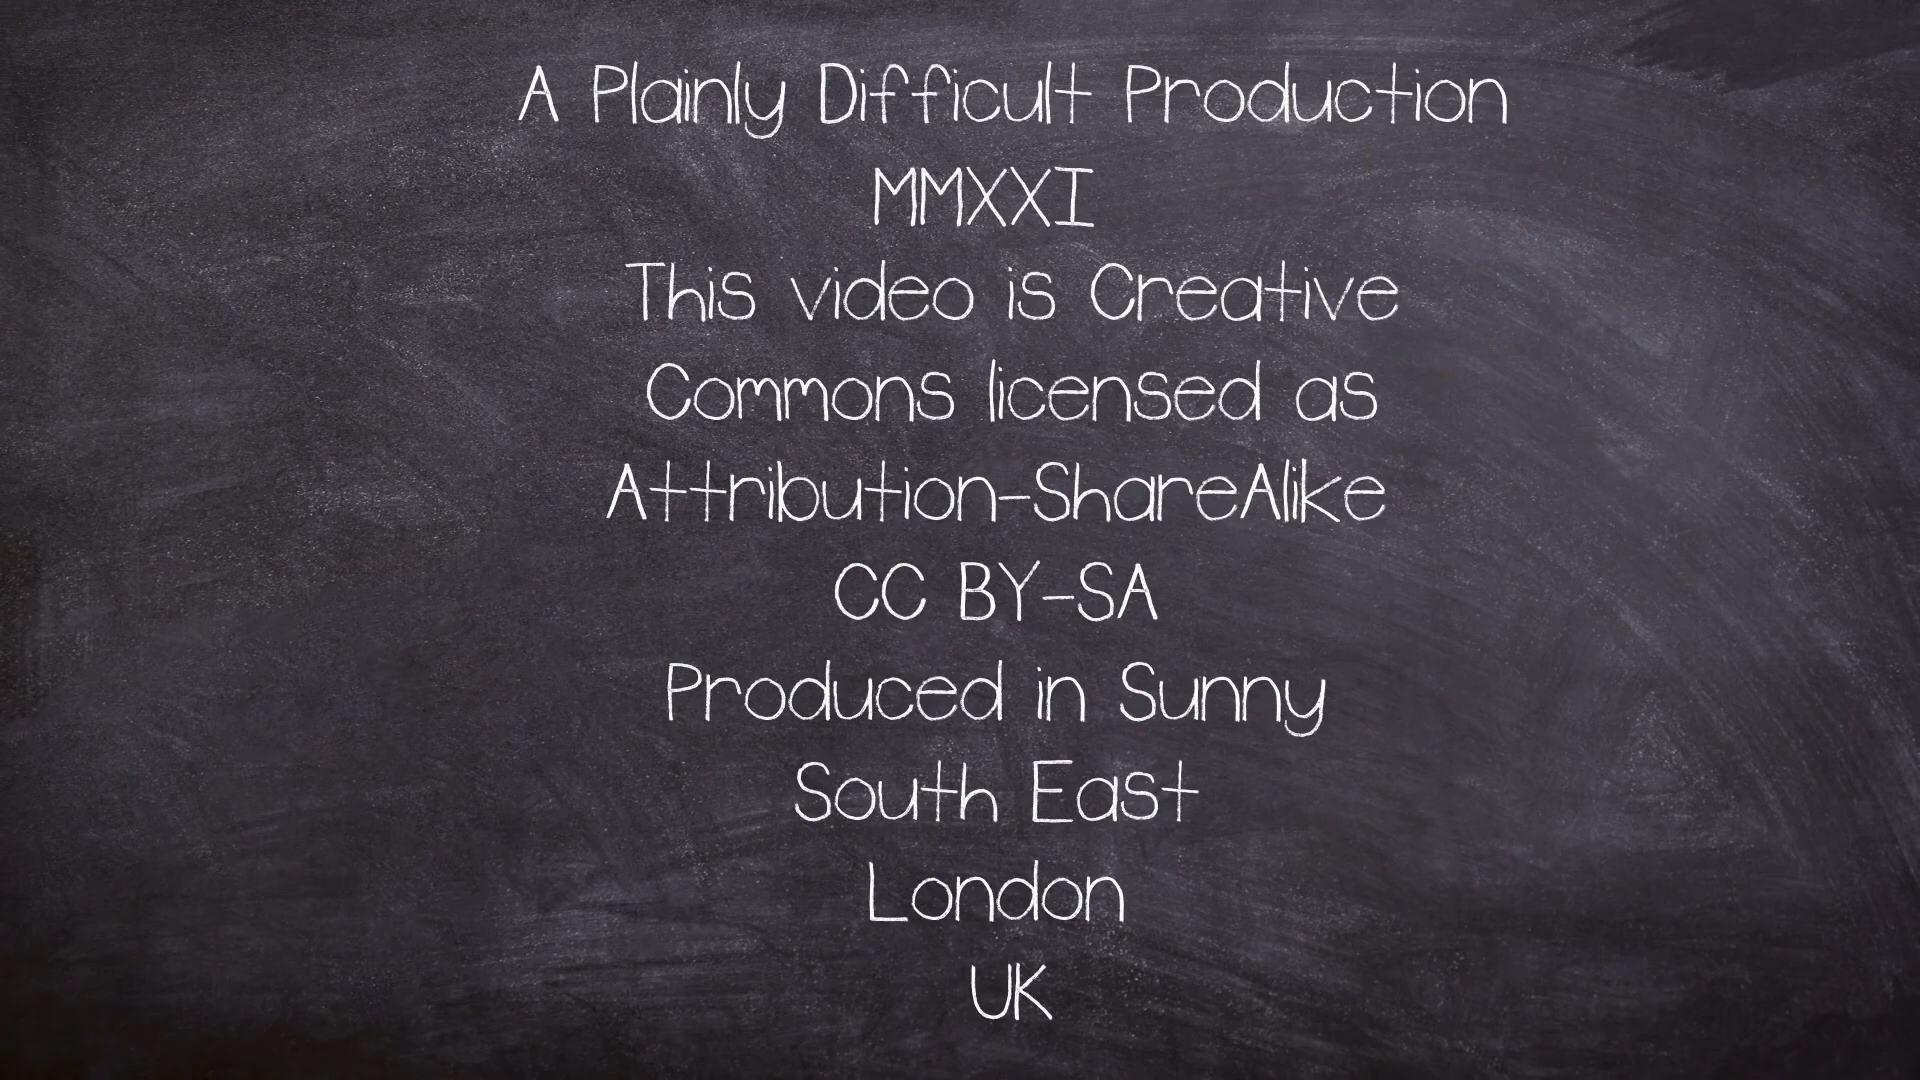 A Plainly Difficult Production
MMXXI
This video is Creative
Commons licensed as
Attribution-ShareAlike
CC BY-SA
Produced in Sunny
South East
London
UK